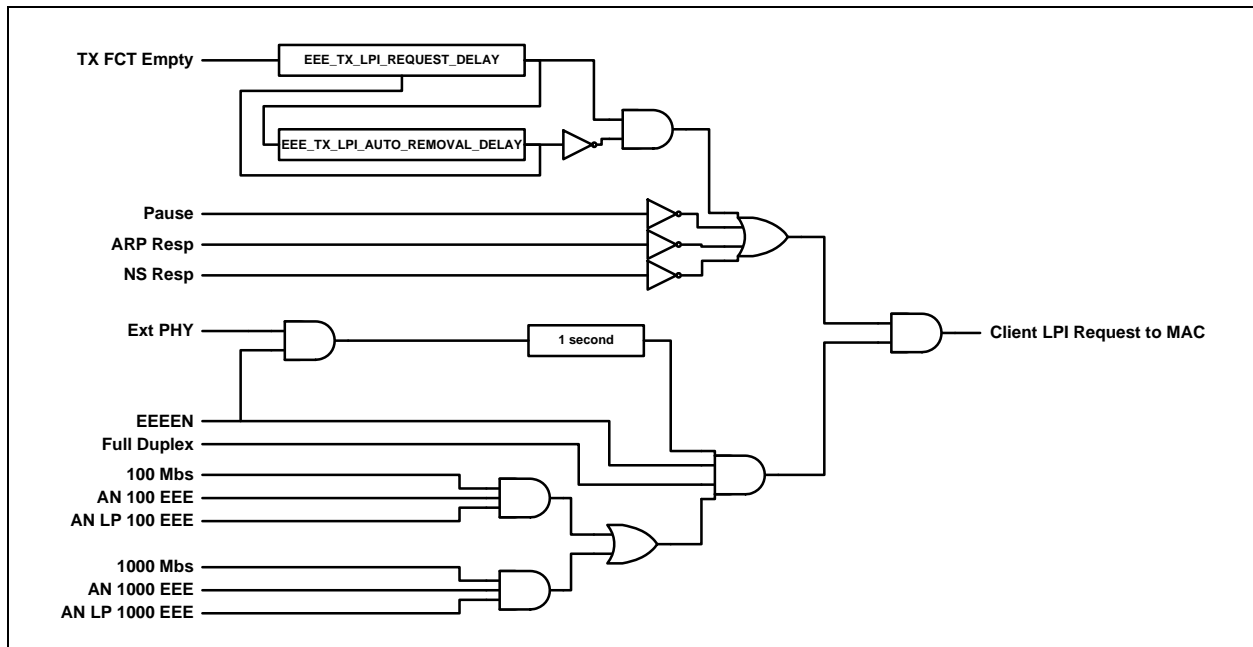 TX FCT Empty
EEE_TX_LPI_REQUEST_DELAY
EEE_TX_LPI_AUTO_REMOVAL_DELAY
Pause
ARP Resp
NS Resp
Ext PHY
1 second
Client LPI Request to MAC
EEEEN
Full Duplex
100 Mbs
AN 100 EEE
AN LP 100 EEE
1000 Mbs
AN 1000 EEE
AN LP 1000 EEE